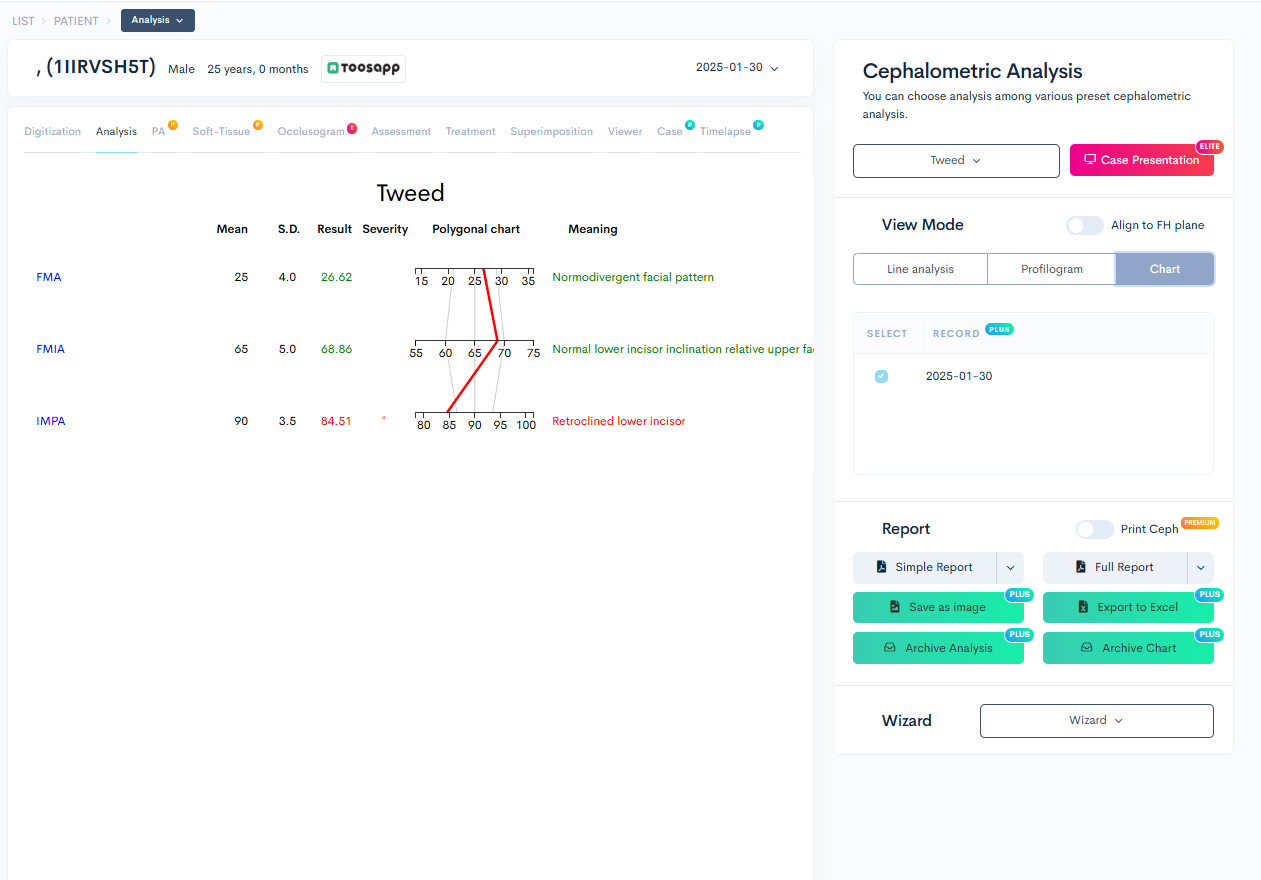 LIST > PATIENT > Analysis
, (1IIRVSH5T) Male 25 years, 0 months TOOSAPP 2025-01-30
Digitization Analysis PA P Soft-Tissue P Occlusogram E Assessment Treatment Superimposition Viewer Case P Timelapse P
Tweed
Mean S.D. Result Severity Polygonal chart Meaning
FMA 25 4.0 26.62 Normodivergent facial pattern
15 20 25 30 35
FMIA 65 5.0 68.86 Normal lower incisor inclination relative upper fa
55 60 65 70 75
IMPA 90 3.5 84.51 * Retroclined lower incisor
80 85 90 95 100
Cephalometric Analysis
You can choose analysis among various preset cephalometric
analysis.
Tweed
Case Presentation ELITE
View Mode Align to FH plane
Line analysis Profilogram Chart
SELECT RECORD PLUS
2025-01-30
Report Print Ceph PREMIUM
Simple Report Full Report
Save as image PLUS Export to Excel PLUS
Archive Analysis PLUS Archive Chart PLUS
Wizard Wizard